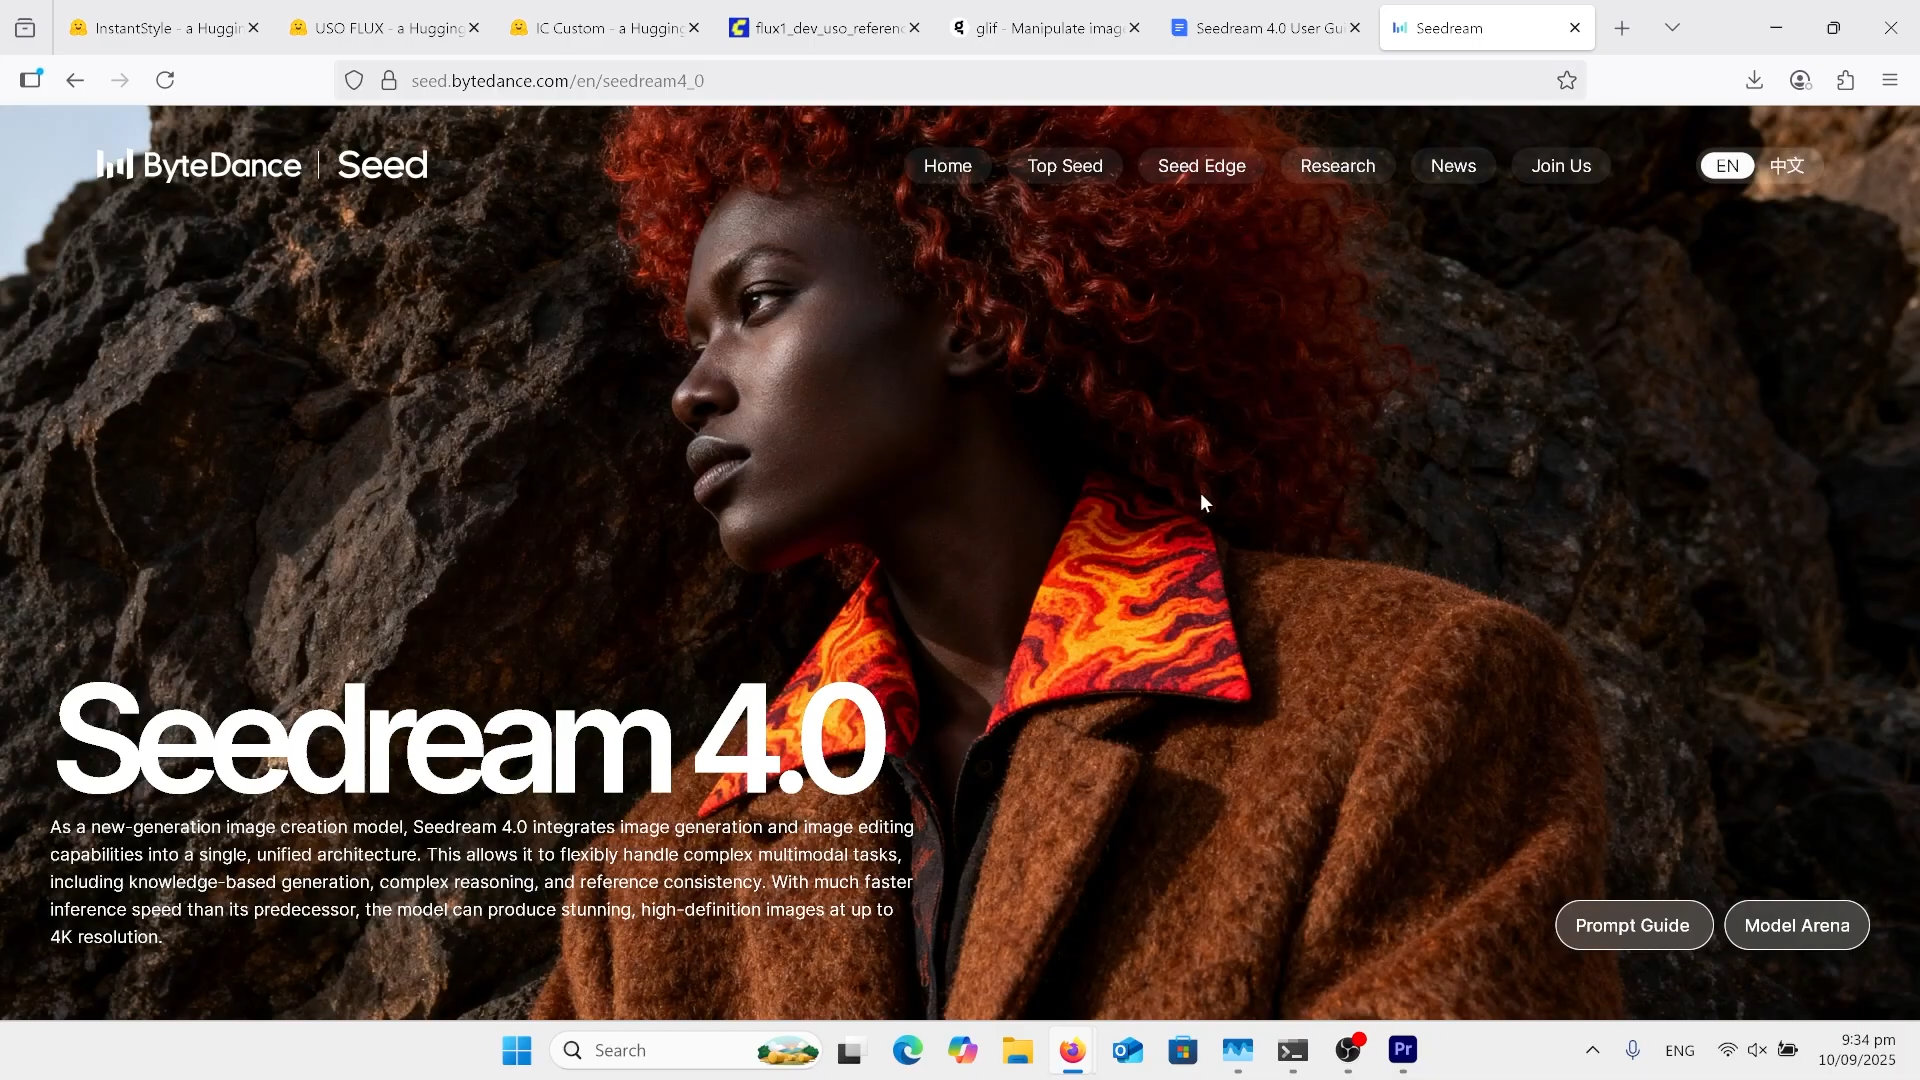 InstantStyle - a Huggin
USO FLUX - a Hugging
IC Custom - a Hugging
flux1_dev_uso_referenc
glif - Manipulate imag
Seedream 4.0 User Gui
Seedream
seed.bytedance.com/en/seedream4_0
ByteDance | Seed
Home
Top Seed
Seed Edge
Research
News
Join Us
EN
中文
Seedream 4.0
As a new-generation image creation model, Seedream 4.0 integrates image generation and image editing
capabilities into a single, unified architecture. This allows it to flexibly handle complex multimodal tasks,
including knowledge-based generation, complex reasoning, and reference consistency. With much faster
inference speed than its predecessor, the model can produce stunning, high-definition images at up to
4K resolution.
Prompt Guide
Model Arena
Search
Pr
ENG
9:34 pm
10/09/2025